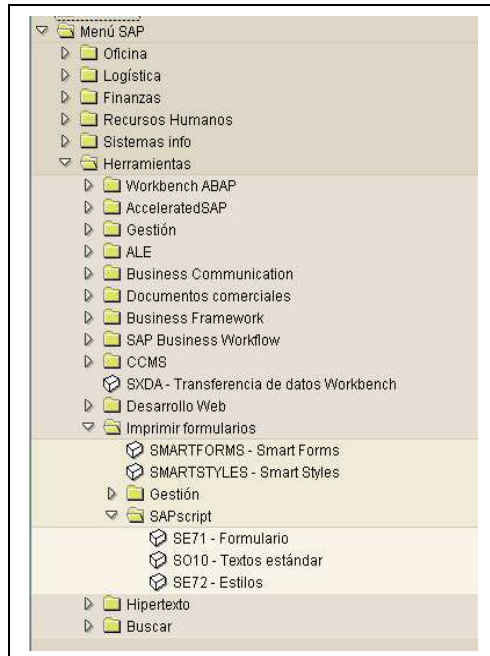 Menú SAP
Oficina
Logística
Finanzas
Recursos Humanos
Sistemas info
Herramientas
Workbench ABAP
AcceleratedSAP
Gestión
ALE
Business Communication
Documentos comerciales
Business Framework
SAP Business Workflow
CCMS
SXDA - Transferencia de datos Workbench
Desarrollo Web
Imprimir formularios
SMARTFORMS - Smart Forms
SMARTSTYLES - Smart Styles
Gestión
SAPscript
SE71 - Formulario
SO10 - Textos estándar
SE72 - Estilos
Hipertexto
Buscar